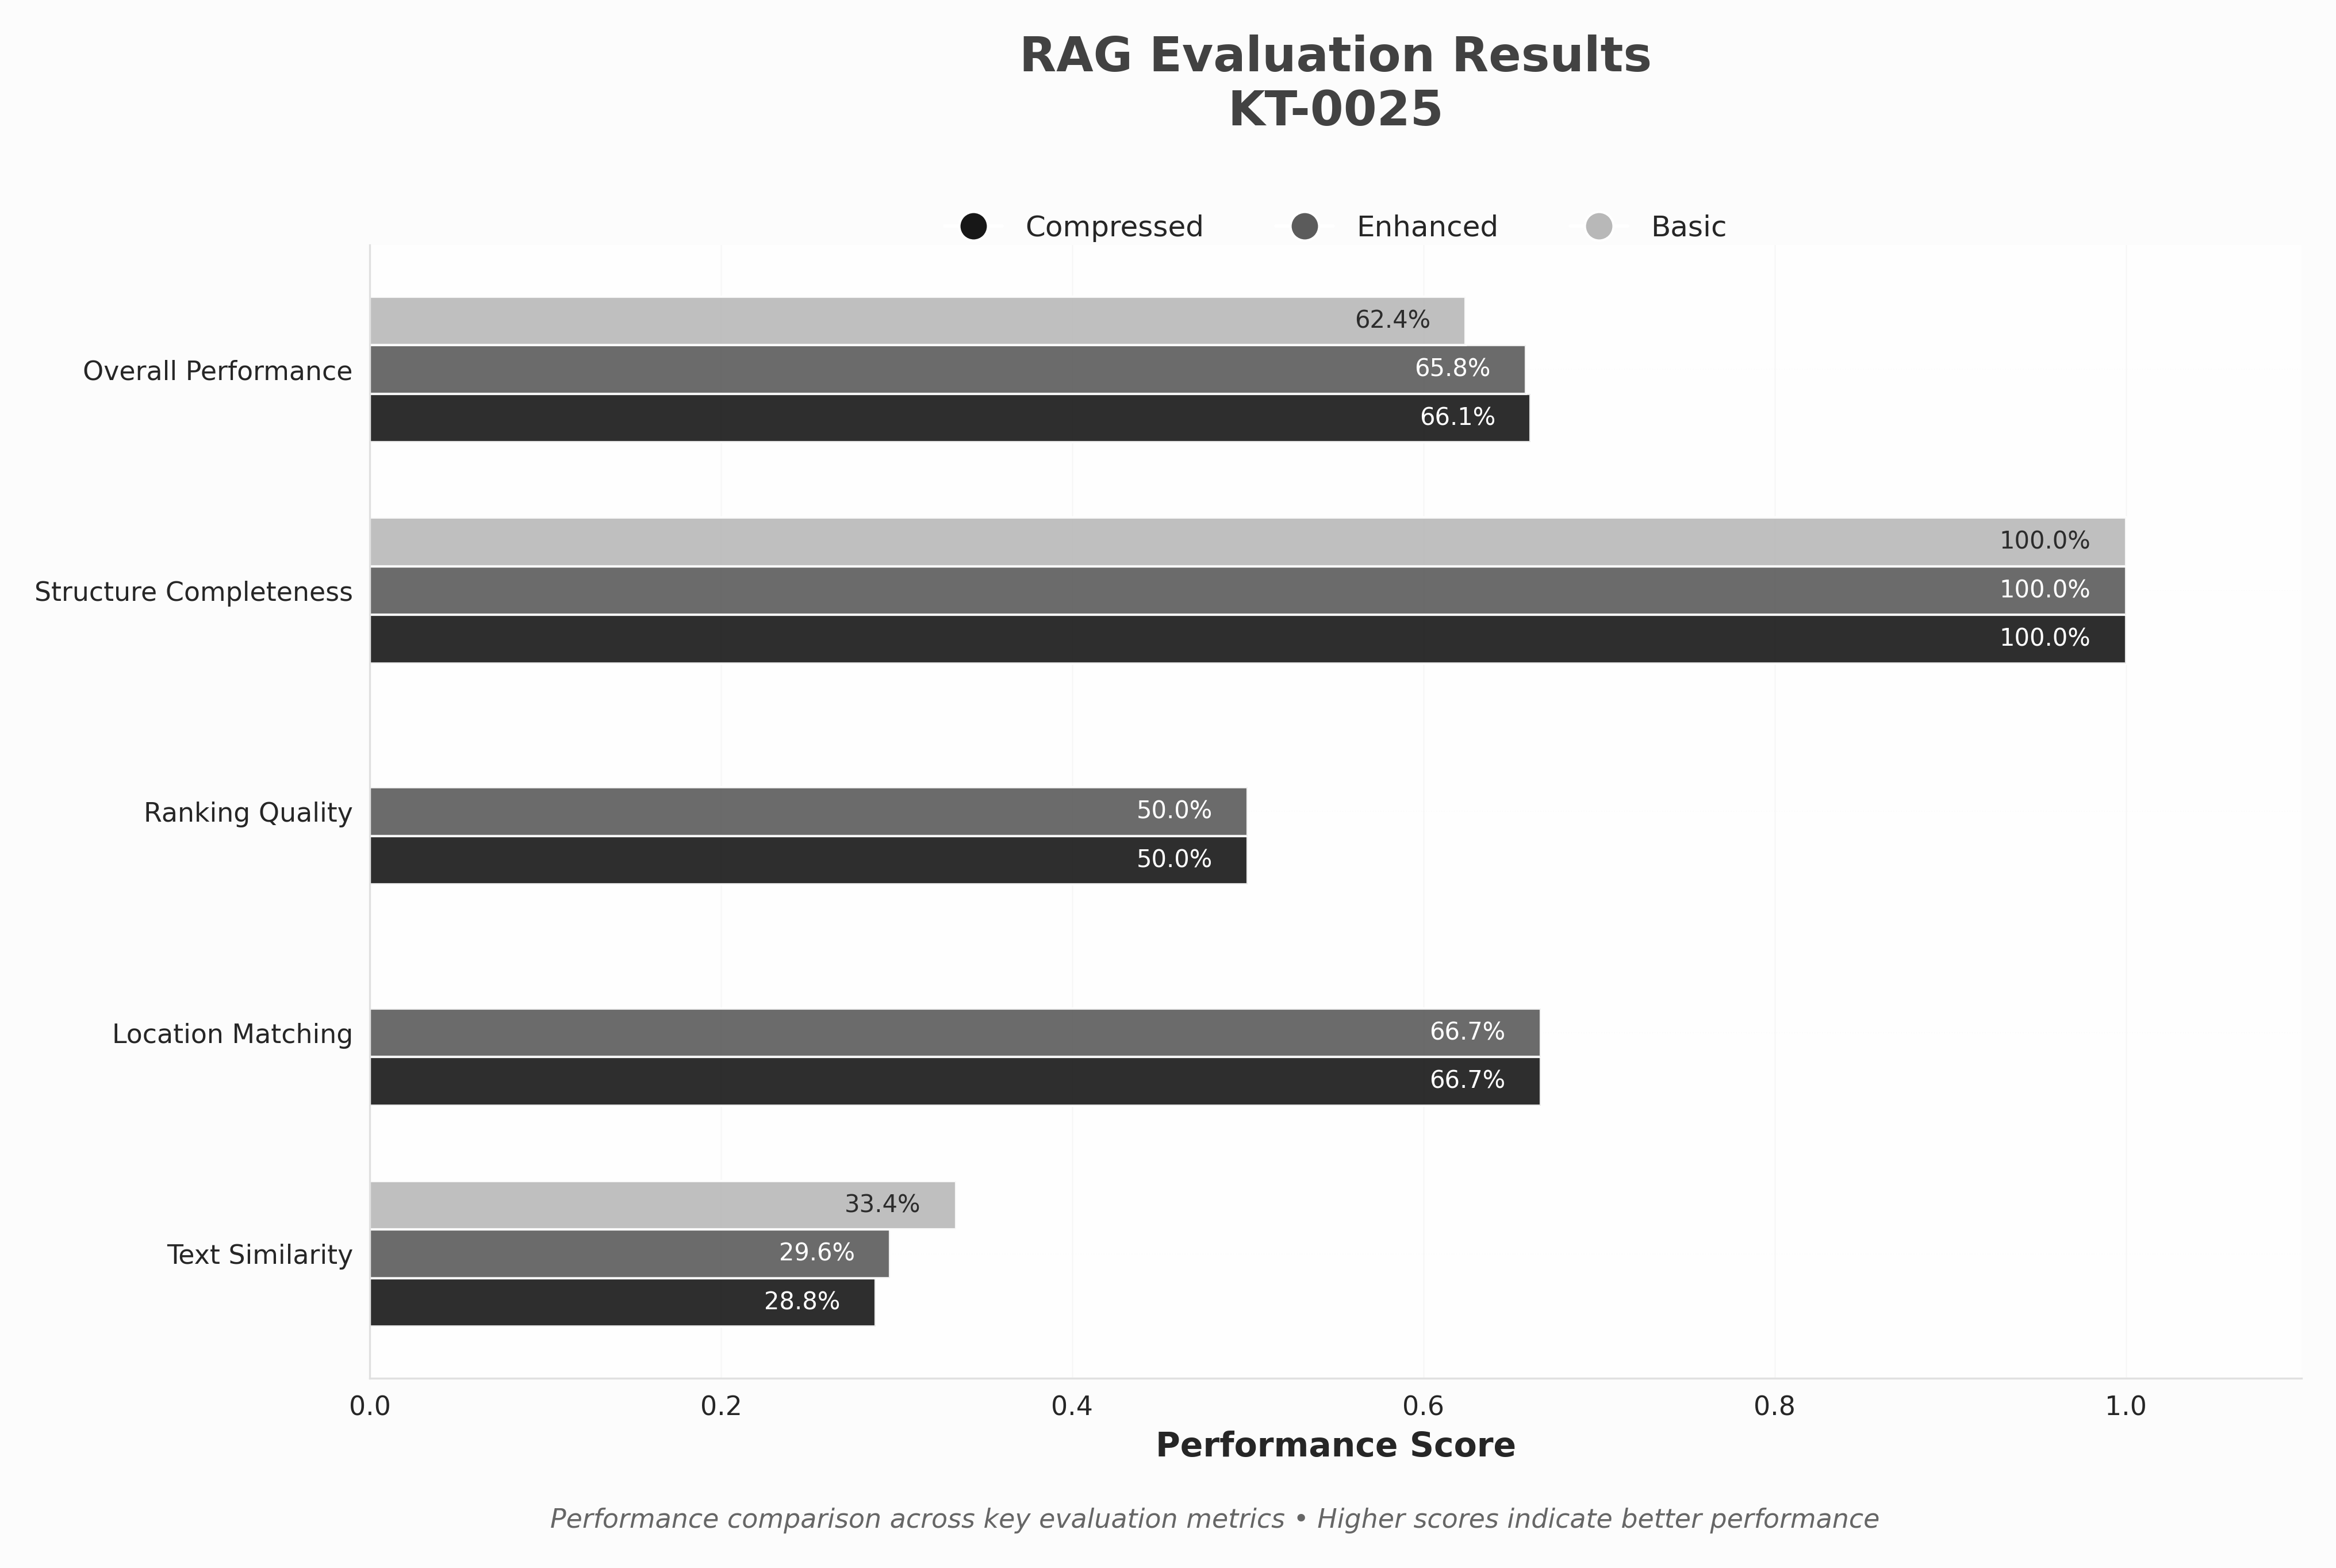 RAG Evaluation Results
KT-0025
Compressed
Enhanced
Basic
Overall Performance
62.4%
65.8%
66.1%
Structure Completeness
100.0%
100.0%
100.0%
Ranking Quality
50.0%
50.0%
Location Matching
66.7%
66.7%
Text Similarity
33.4%
29.6%
28.8%
0.0 0.2 0.4 0.6 0.8 1.0
Performance Score
Performance comparison across key evaluation metrics • Higher scores indicate better performance